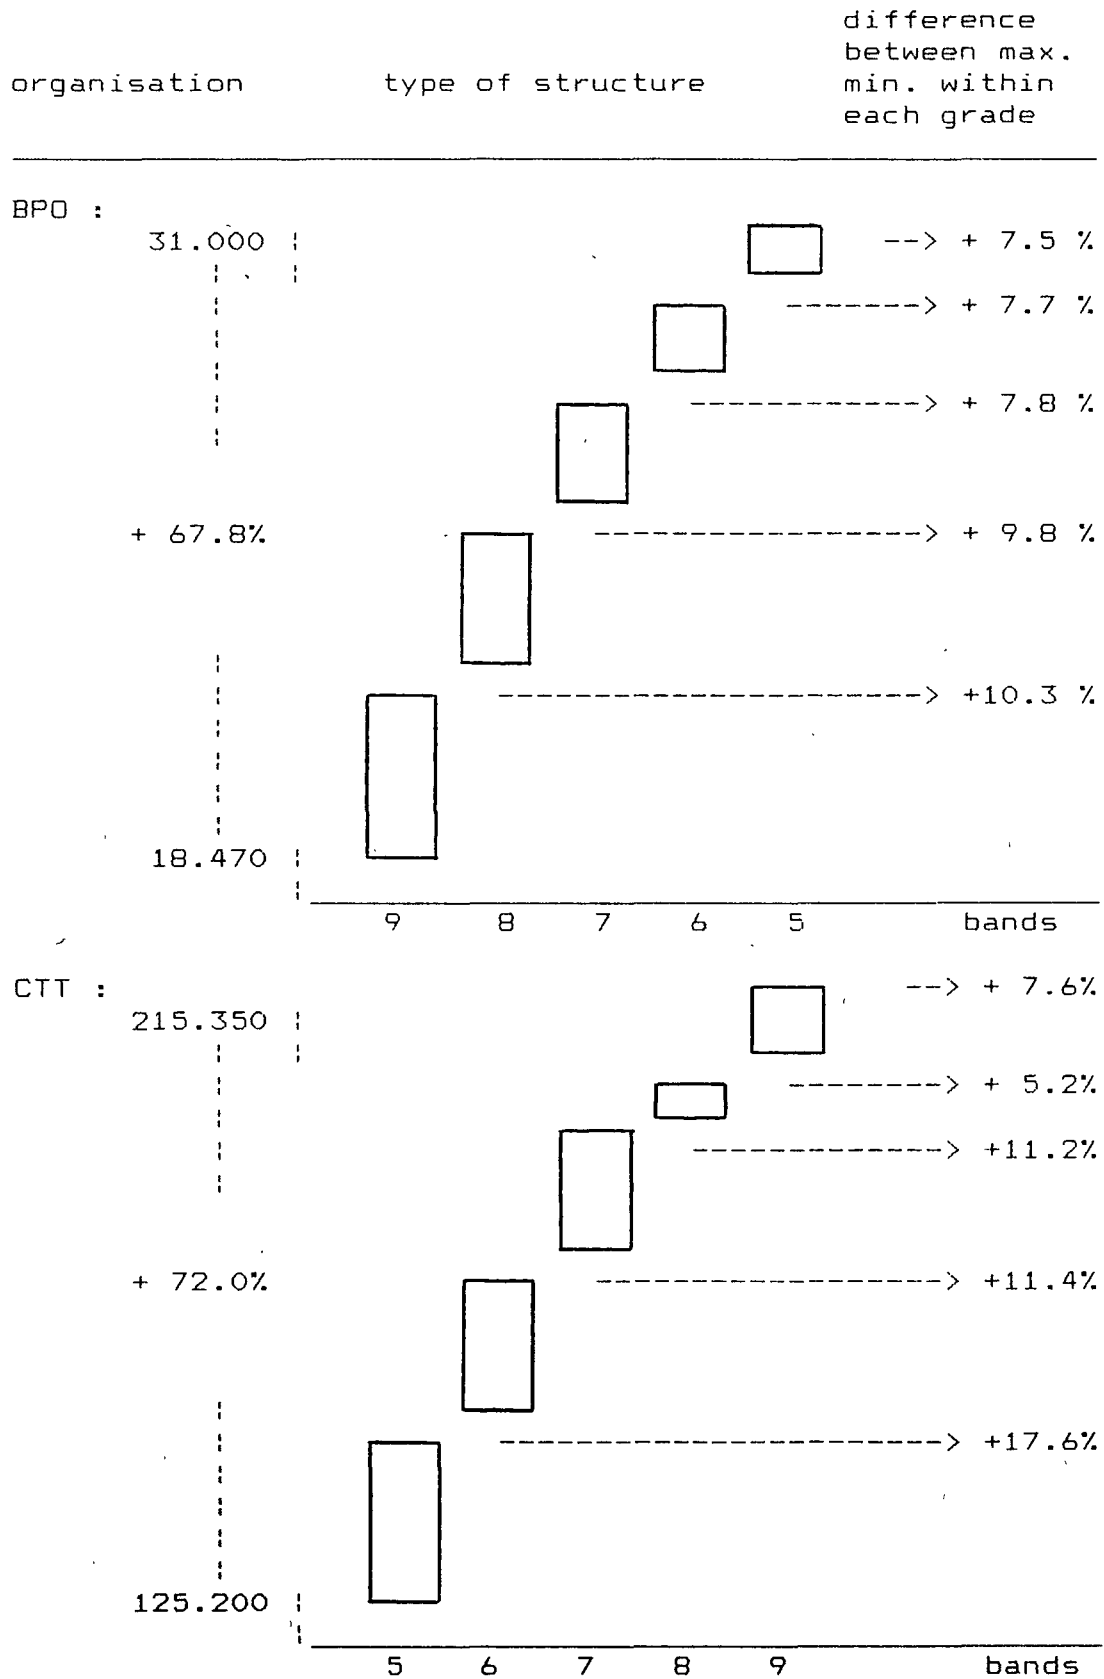 difference
between max.
organisation type of structure min. within
each grade
BPO :
31.000 --> + 7.5 %
-------> + 7.7 %
-----------> + 7.8 %
+ 67.8% ----------------> + 9.8 %
--------------------> +10.3 %
18.470
9 8 7 6 5 bands
CTT : --> + 7.6%
215.350
--------> + 5.2%
------------> +11.2%
+ 72.0% -----------------> +11.4%
---------------------> +17.6%
125.200
5 6 7 8 9 bands